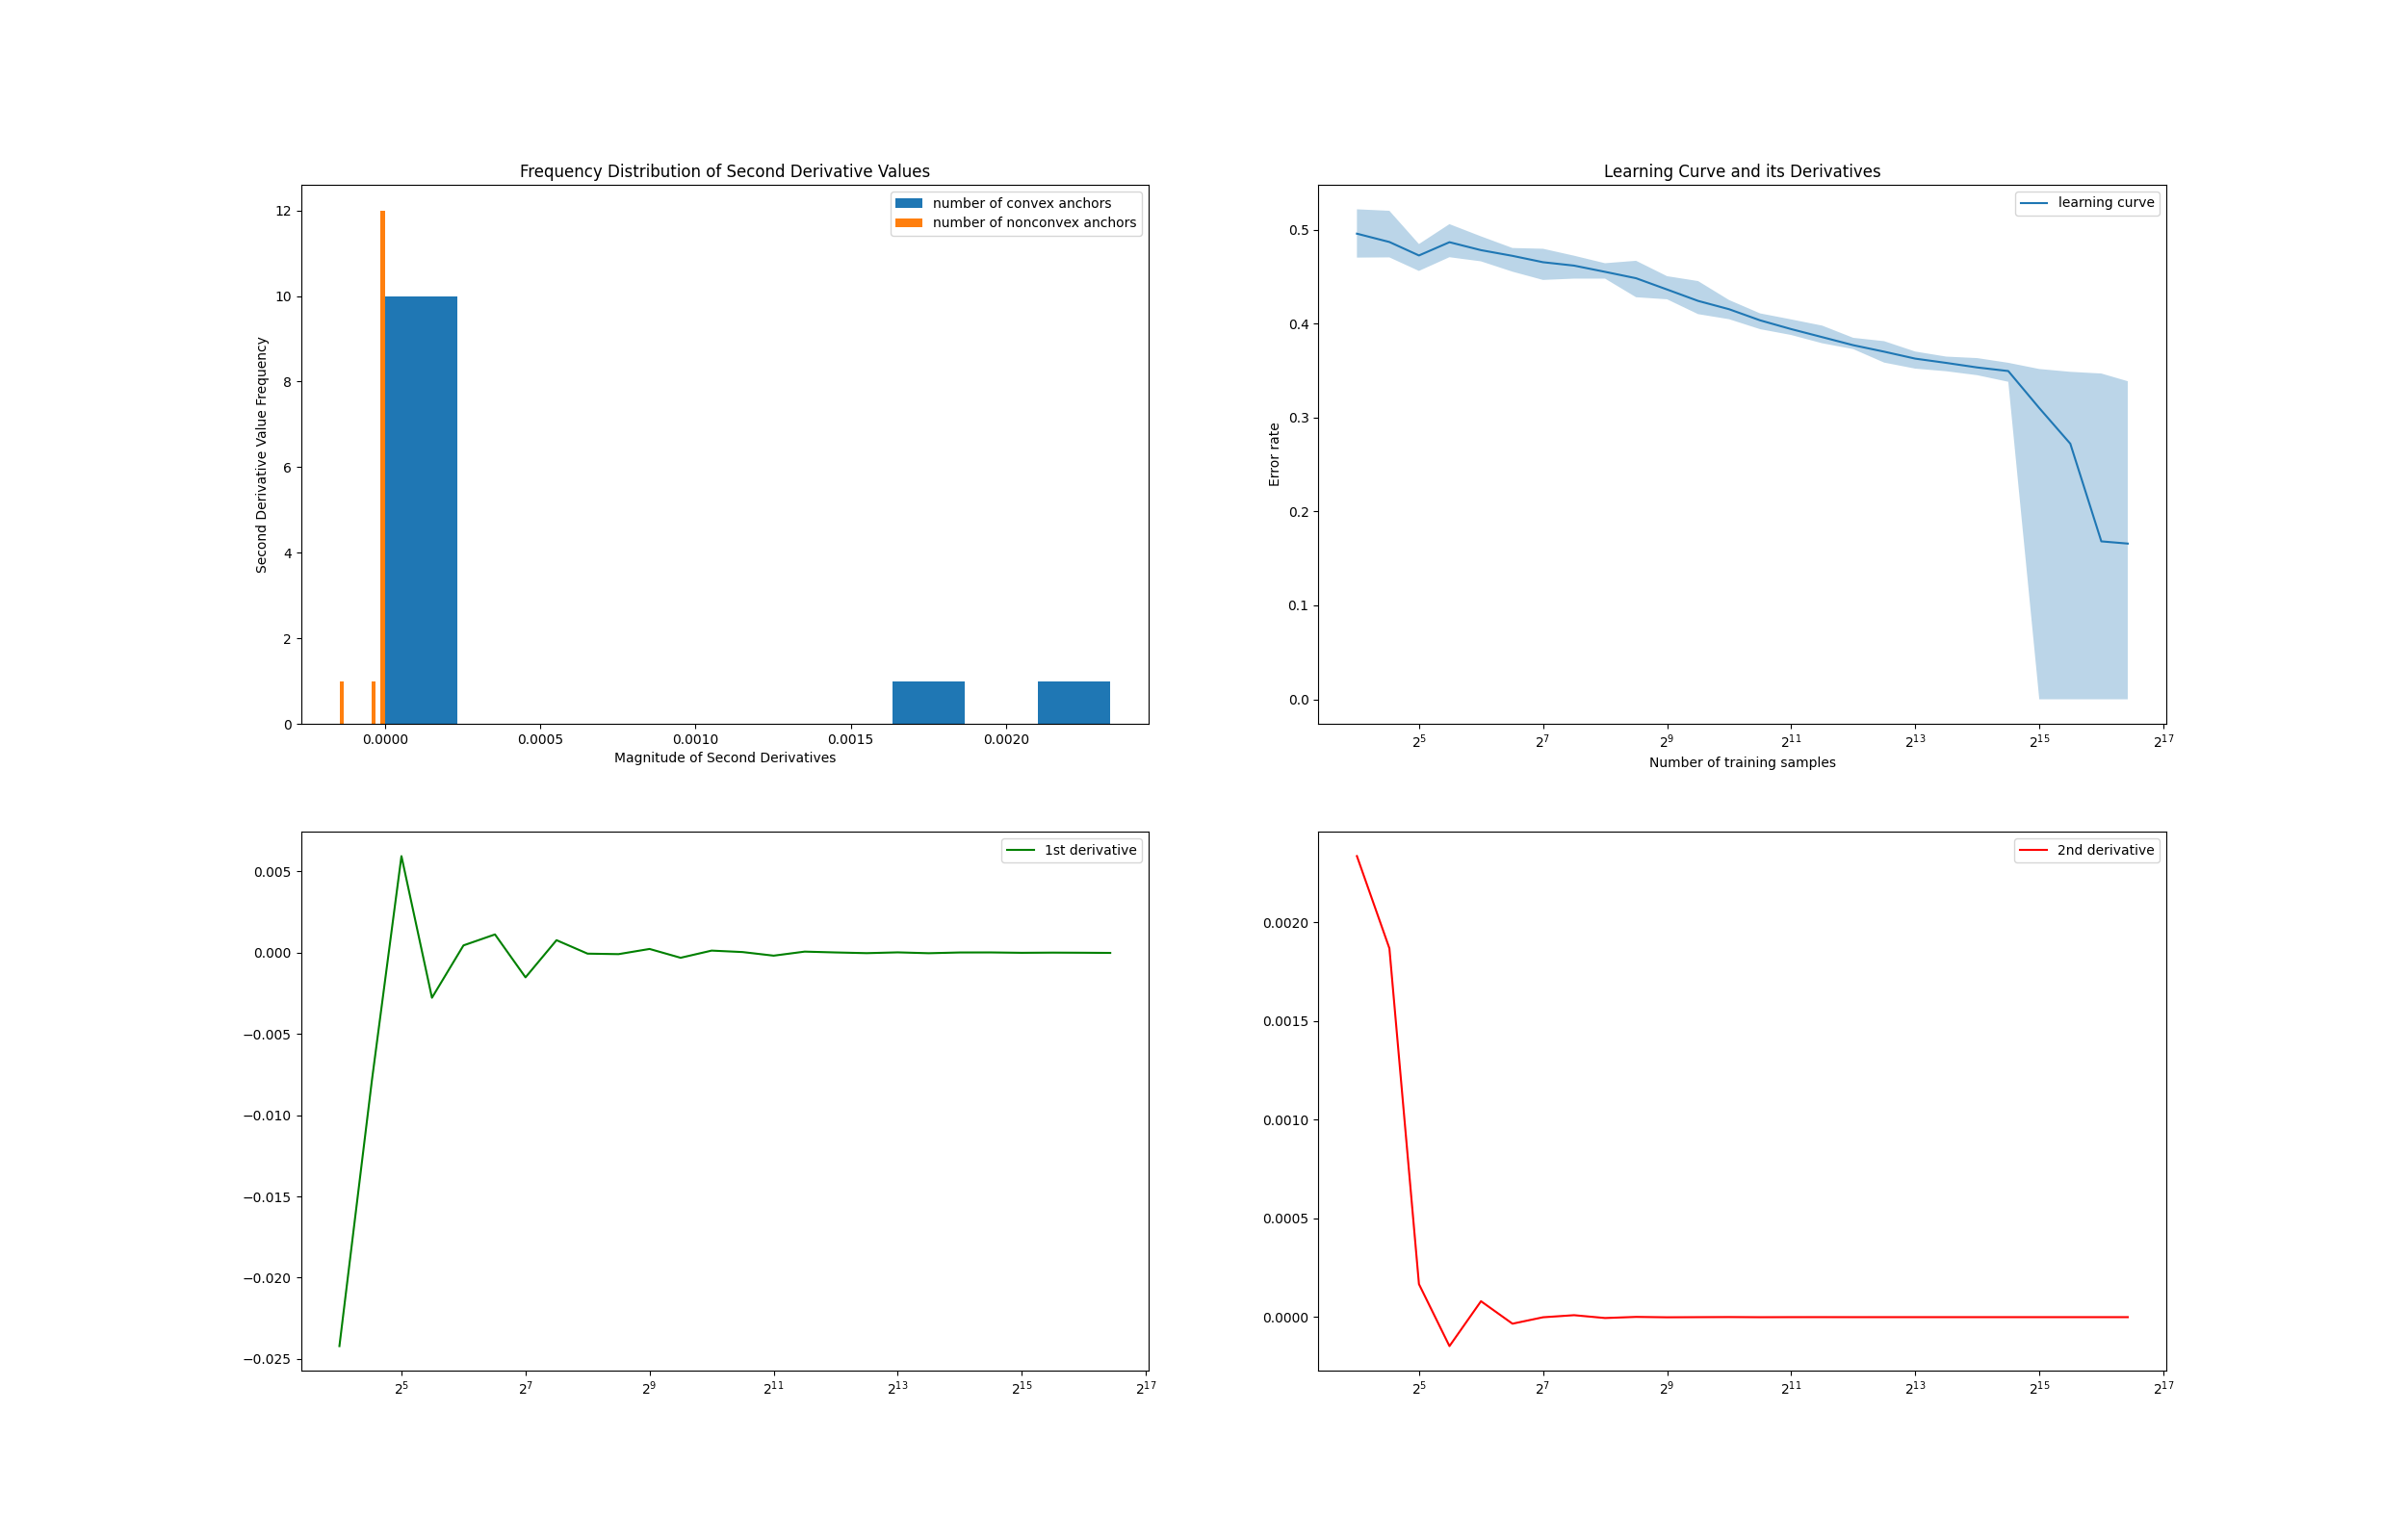 Frequency Distribution of Second Derivative Values
number of convex anchors
number of nonconvex anchors
12
10
8
6
4
2
0
Second Derivative Value Frequency
0.0000 0.0005 0.0010 0.0015 0.0020
Magnitude of Second Derivatives
Learning Curve and its Derivatives
learning curve
0.5
0.4
0.3
0.2
0.1
0.0
Error rate
2^5 2^7 2^9 2^11 2^13 2^15 2^17
Number of training samples
1st derivative
0.005
0.000
−0.005
−0.010
−0.015
−0.020
−0.025
2^5 2^7 2^9 2^11 2^13 2^15 2^17
2nd derivative
0.0020
0.0015
0.0010
0.0005
0.0000
2^5 2^7 2^9 2^11 2^13 2^15 2^17